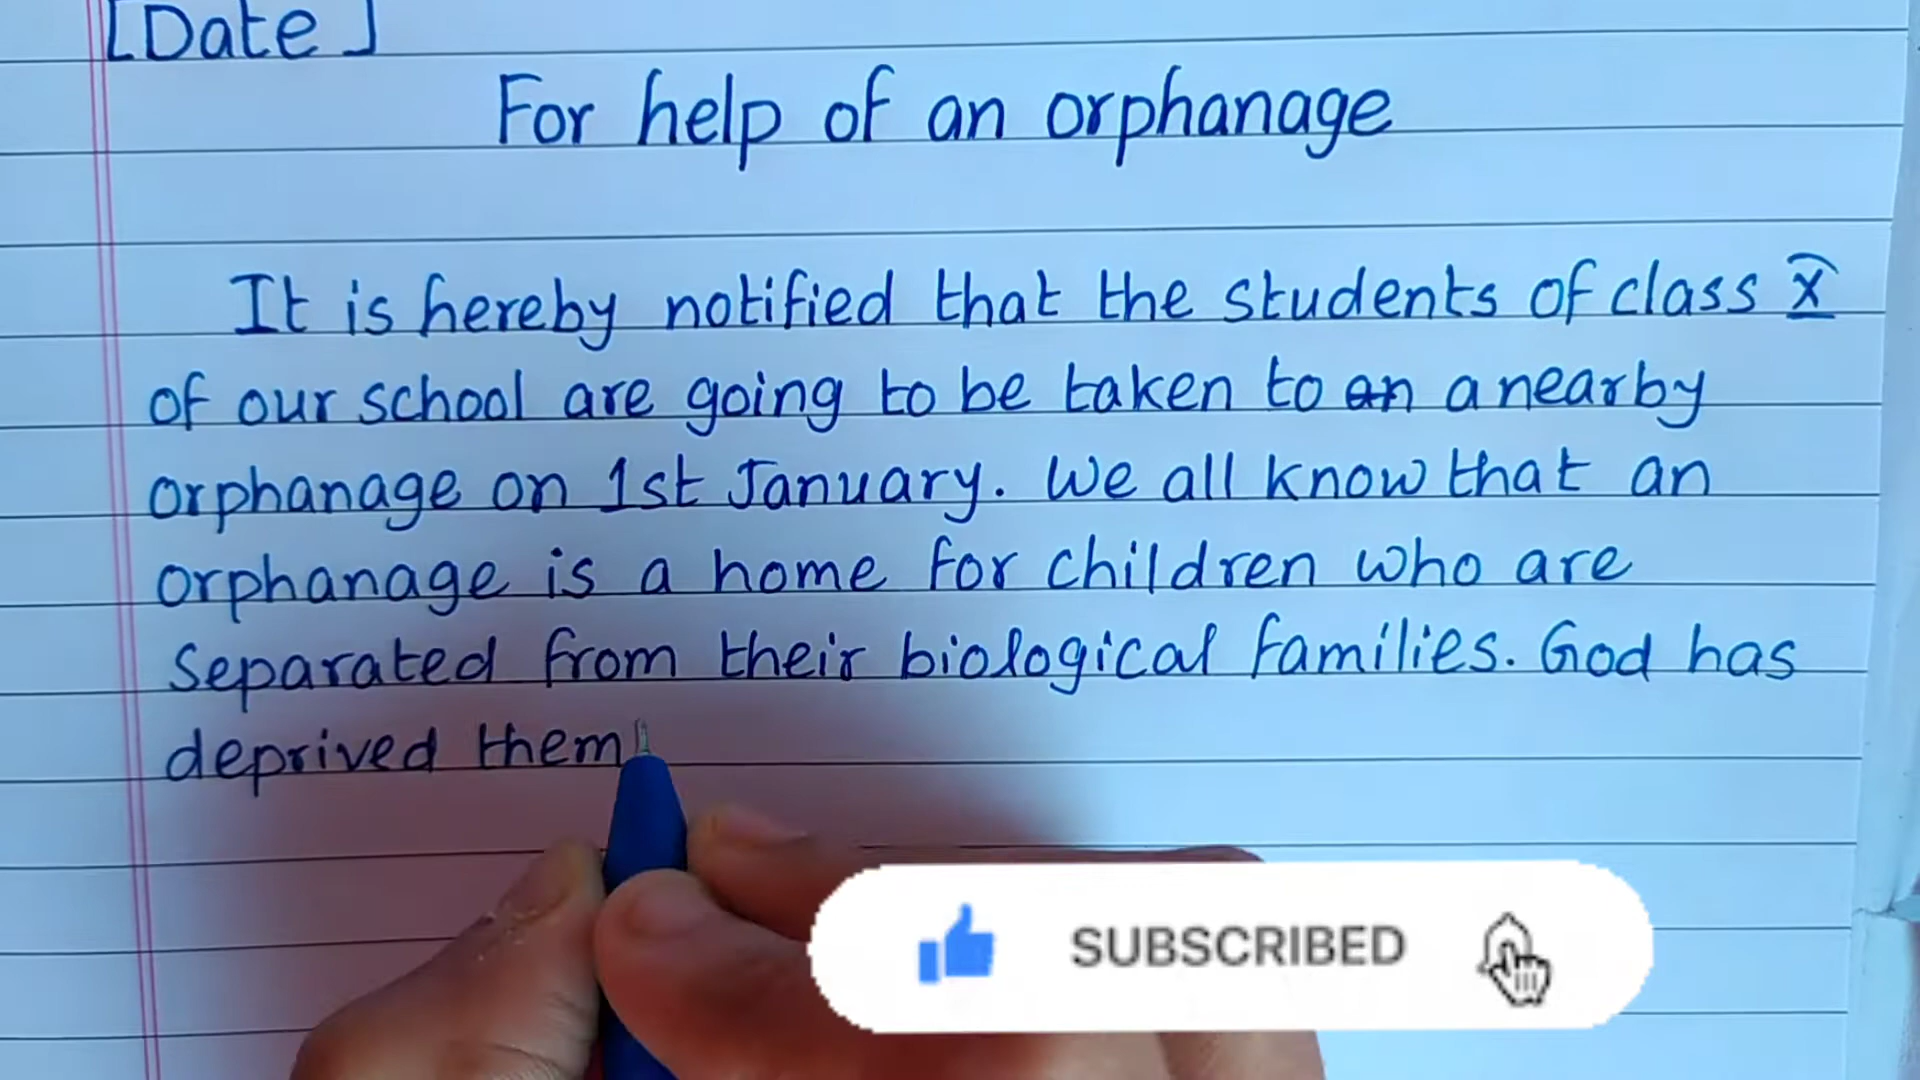 [Date]
For help of an orphanage
It is hereby notified that the students of class X
of our school are going to be taken to an a nearby
orphanage on 1st January. We all know that an
orphanage is a home for children who are
separated from their biological families. God has
deprived them
SUBSCRIBED